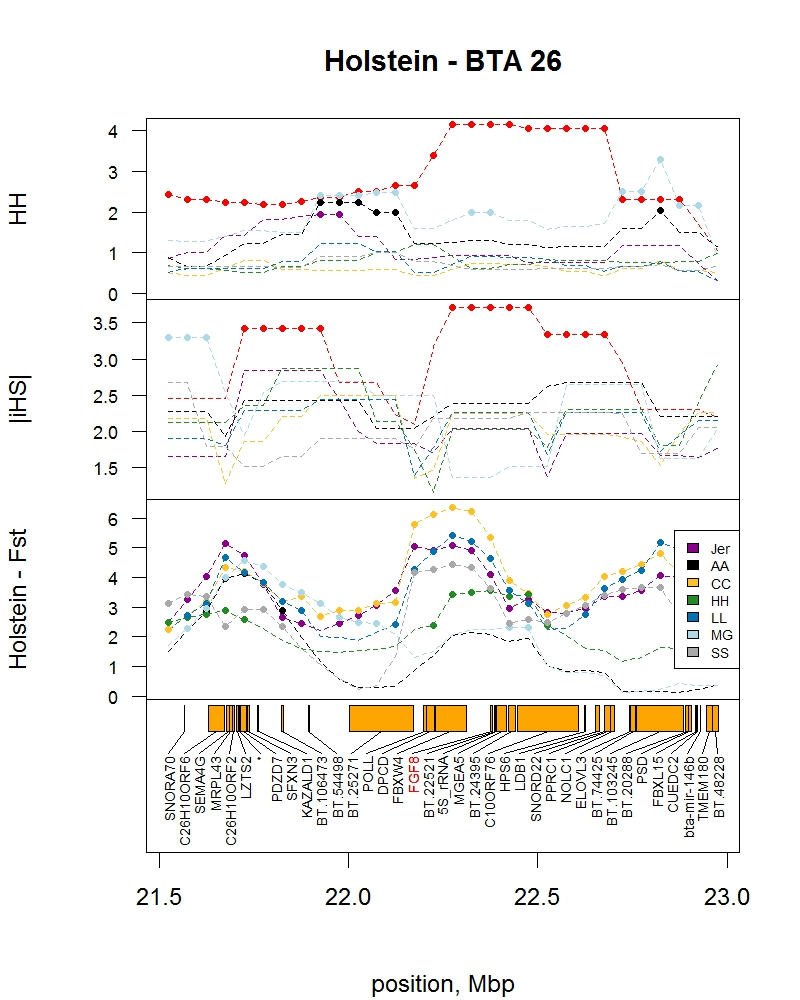 Holstein - BTA 26
HH
4
3
2
1
0
|iHS|
3.5
3.0
2.5
2.0
1.5
Holstein - Fst
6
5
4
3
2
1
0
Jer
AA
CC
HH
LL
MG
SS
SNORA70
C26H10ORF6
SEMA4G
MRPL43
C26H10ORF2
LZTS2
*
PDZD7
SFXN3
KAZALD1
BT.106473
BT.54498
BT.25271
POLL
DPCD
FBXW4
FGF8
BT.22521
5S_rRNA
MGEA5
BT.24395
C10ORF76
HPS6
LDB1
SNORD22
PPRC1
NOLC1
ELOVL3
BT.74425
BT.103245
BT.20288
PSD
FBXL15
CUEDC2
bta-mir-146b
TMEM180
BT.48228
21.5 22.0 22.5 23.0
position, Mbp